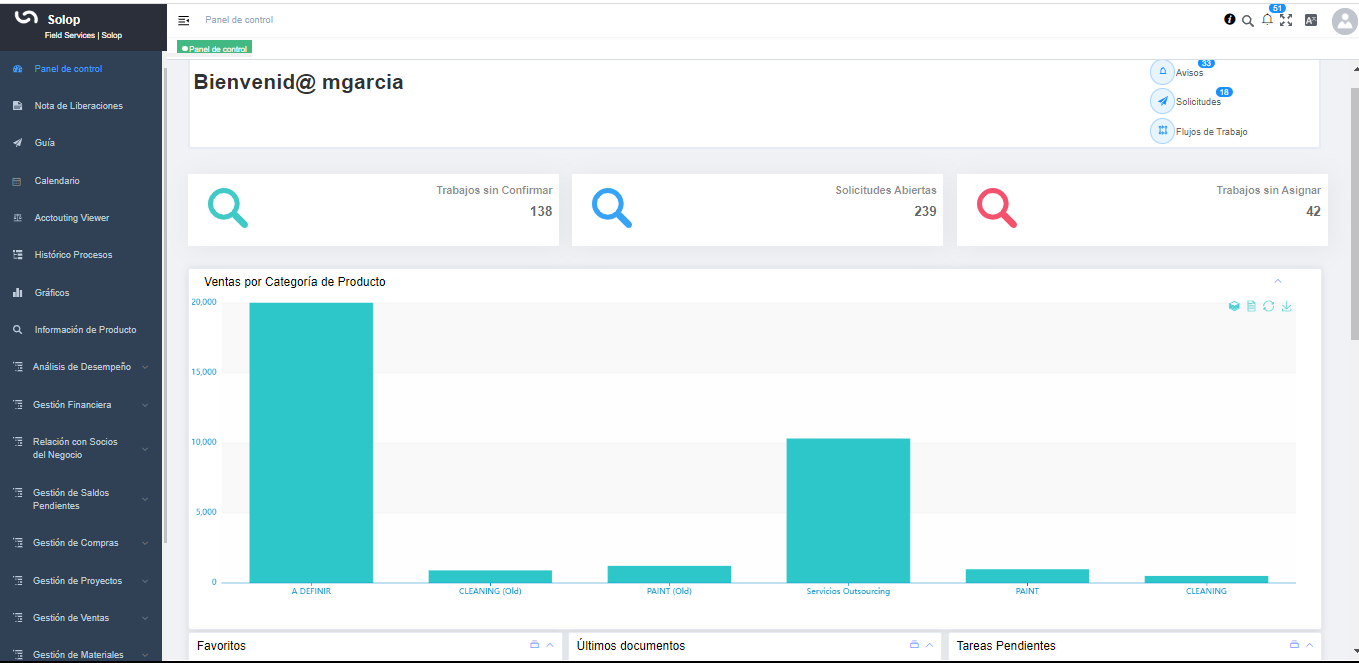 Solop
Field Services | Solop
Panel de control
51
Panel de control
Panel de control
Nota de Liberaciones
Guía
Calendario
Acctouting Viewer
Histórico Procesos
Gráficos
Información de Producto
Análisis de Desempeño
Gestión Financiera
Relación con Socios
del Negocio
Gestión de Saldos
Pendientes
Gestión de Compras
Gestión de Proyectos
Gestión de Ventas
Gestión de Materiales
Bienvenid@ mgarcia
Avisos 33
Solicitudes 18
Flujos de Trabajo
Trabajos sin Confirmar
138
Solicitudes Abiertas
239
Trabajos sin Asignar
42
Ventas por Categoría de Producto
20,000
15,000
10,000
5,000
0
A DEFINIR CLEANING (Old) PAINT (Old) Servicios Outsourcing PAINT CLEANING
Favoritos
Últimos documentos
Tareas Pendientes